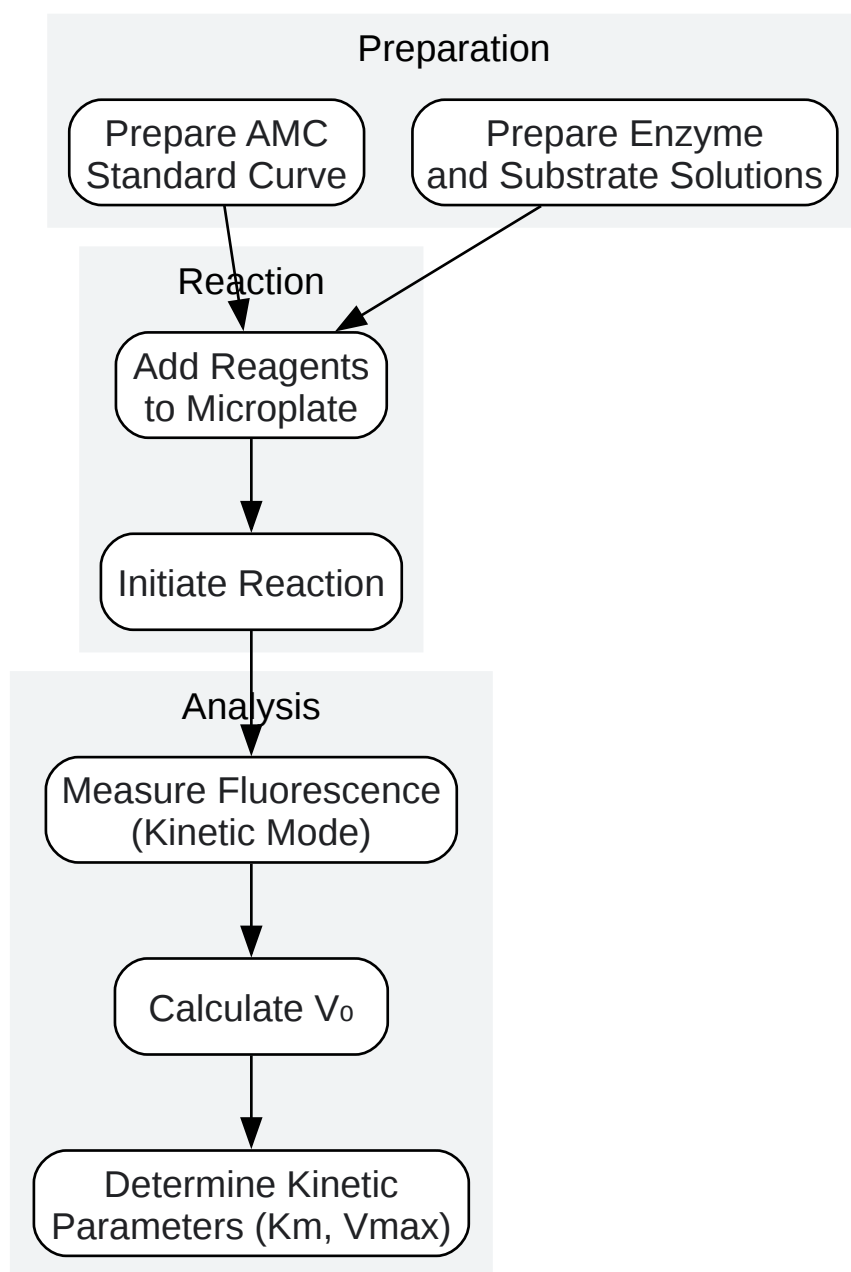 Preparation
Prepare AMC
Standard Curve
Prepare Enzyme
and Substrate Solutions
Reaction
Add Reagents
to Microplate
Initiate Reaction
Analysis
Measure Fluorescence
(Kinetic Mode)
Calculate V₀
Determine Kinetic
Parameters (Km, Vmax)